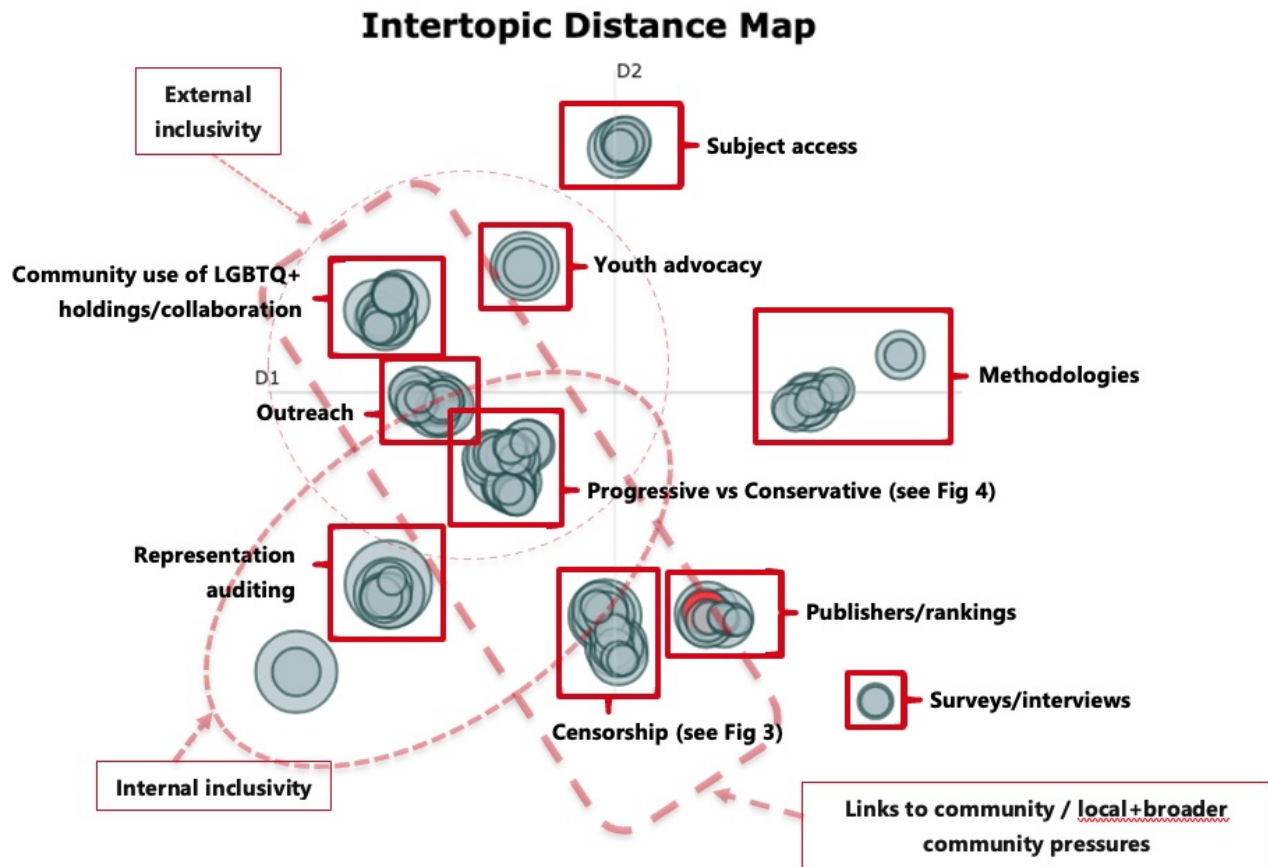 Intertopic Distance Map
D2
External
inclusivity
Subject access
Youth advocacy
Community use of LGBTQ+
holdings/collaboration
D1
Methodologies
Outreach
Progressive vs Conservative (see Fig 4)
Representation
auditing
Publishers/rankings
Surveys/interviews
Censorship (see Fig 3)
Internal inclusivity
Links to community / local+broader
community pressures